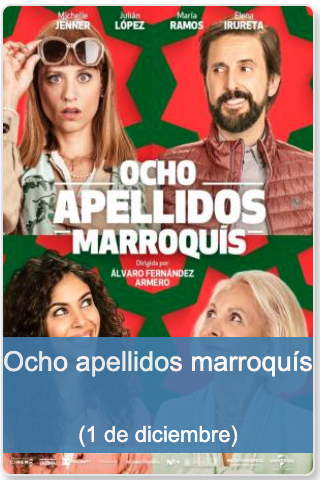 Michelle Julián María Elena
JENNER LÓPEZ RAMOS IRURETA
OCHO
APELLIDOS
MARROQUÍS
Dirigida por
ÁLVARO FERNÁNDEZ
ARMERO
Ocho apellidos marroquís
(1 de diciembre)